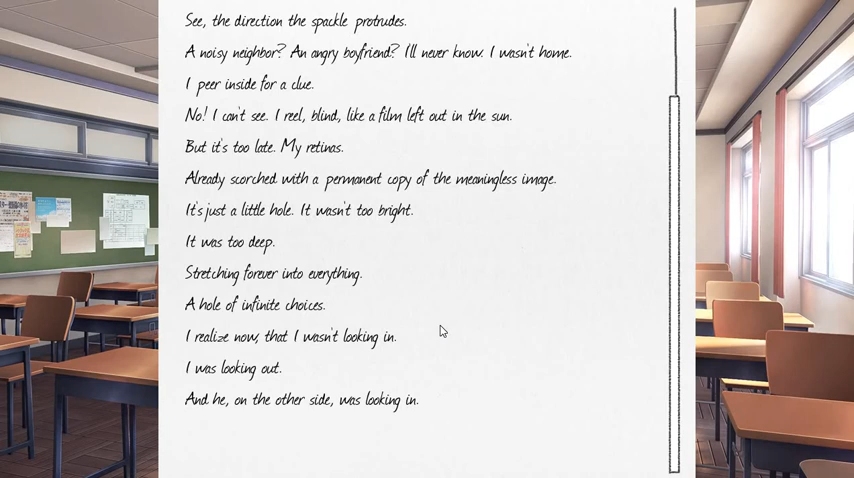 See, the direction the spackle protrudes.
A noisy neighbor? An angry boyfriend? I'll never know. I wasn't home.
I peer inside for a clue.
No! I can't see. I reel, blind, like a film left out in the sun.
But it's too late. My retinas.
Already scorched with a permanent copy of the meaningless image.
It's just a little hole. It wasn't too bright.
It was too deep.
Stretching forever into everything.
A hole of infinite choices.
I realize now, that I wasn't looking in.
I was looking out.
And he, on the other side, was looking in.